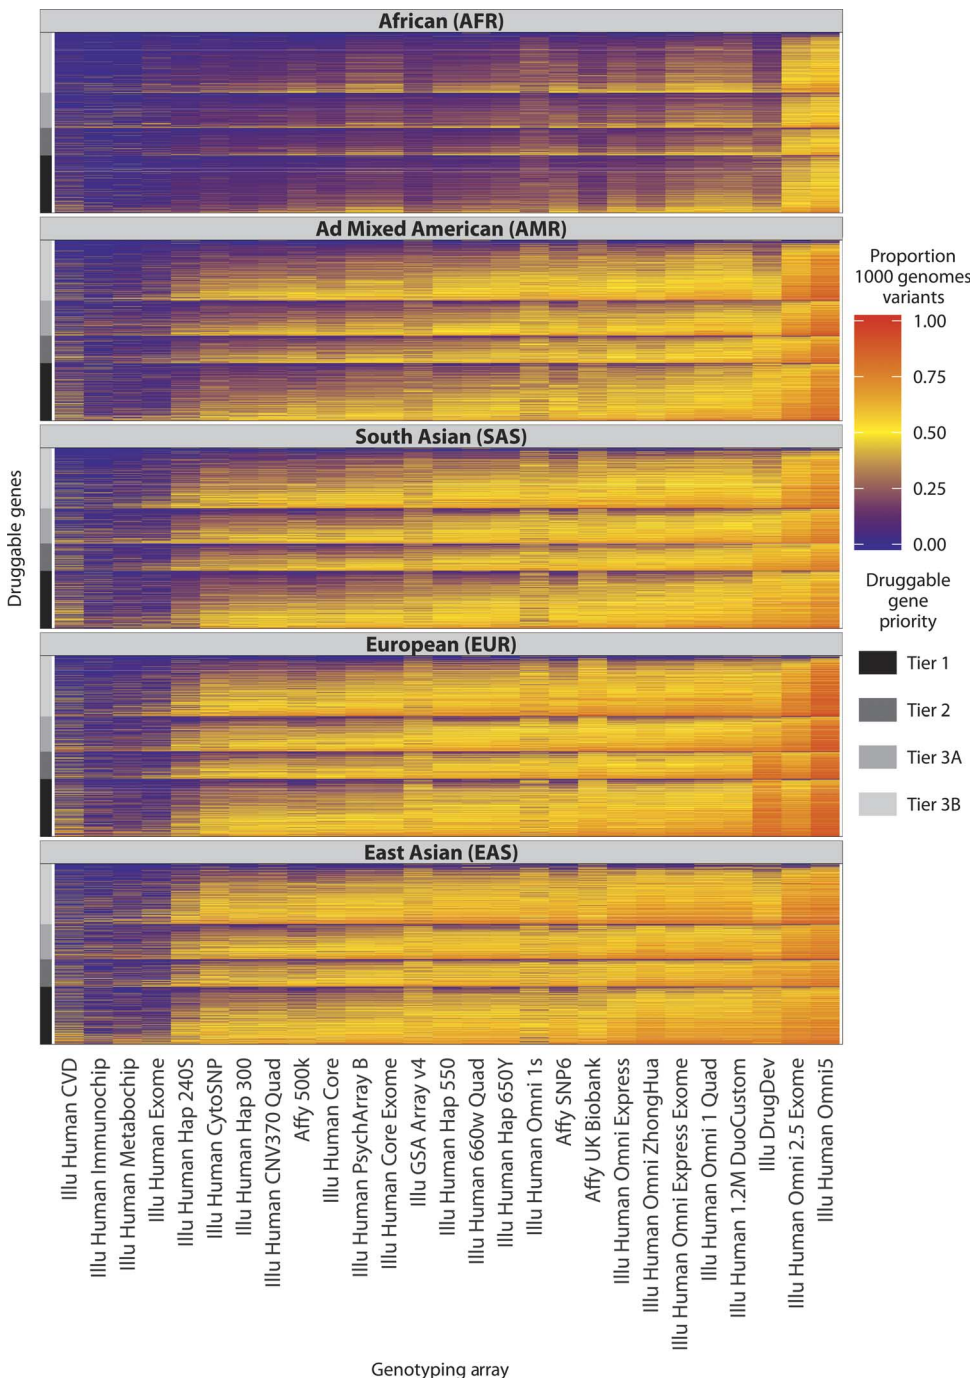 African (AFR)
Ad Mixed American (AMR)
South Asian (SAS)
European (EUR)
East Asian (EAS)
Druggable genes
Proportion
1000 genomes
variants
1.00
0.75
0.50
0.25
0.00
Druggable
gene
priority
Tier 1
Tier 2
Tier 3A
Tier 3B
Illu Human CVD
Illu Human Immunochip
Illu Human Metabochip
Illu Human Exome
Illu Human Hap 240S
Illu Human CytoSNP
Illu Human Hap 300
Illu Human CNV370 Quad
Affy 500k
Illu Human Core
Illu Human PsychArray B
Illu Human Core Exome
Illu GSA Array v4
Illu Human Hap 550
Illu Human 660w Quad
Illu Human Hap 650Y
Illu Human Omni 1s
Affy SNP6
Affy UK Biobank
Illu Human Omni Express
Illu Human Omni ZhongHua
Illu Human Omni Express Exome
Illu Human Omni 1 Quad
Illu Human 1.2M DuoCustom
Illu DrugDev
Illu Human Omni 2.5 Exome
Illu Human Omni5
Genotyping array